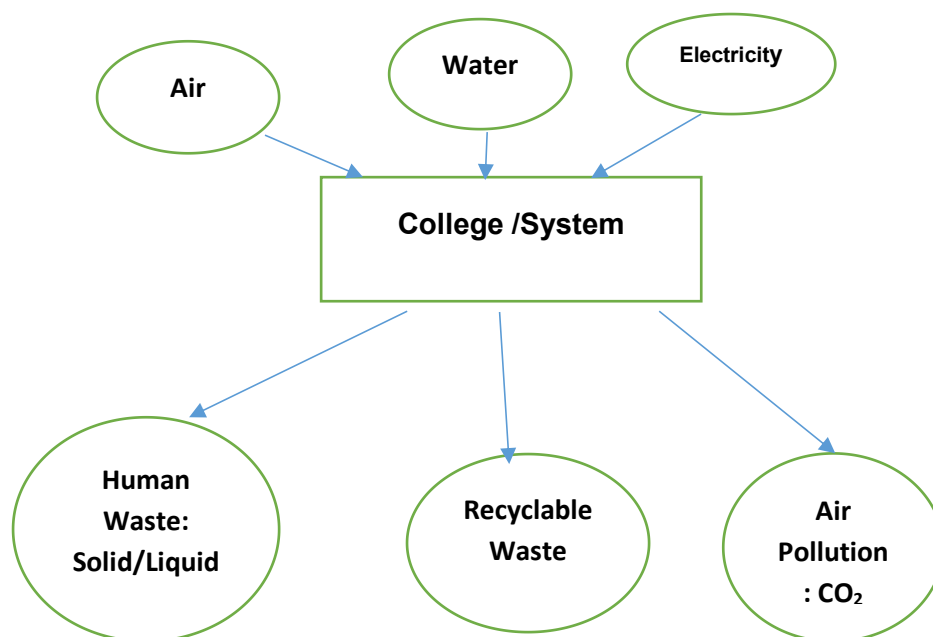 Air
Water
Electricity
College /System
Human
Waste:
Solid/Liquid
Recyclable
Waste
Air
Pollution
: CO₂